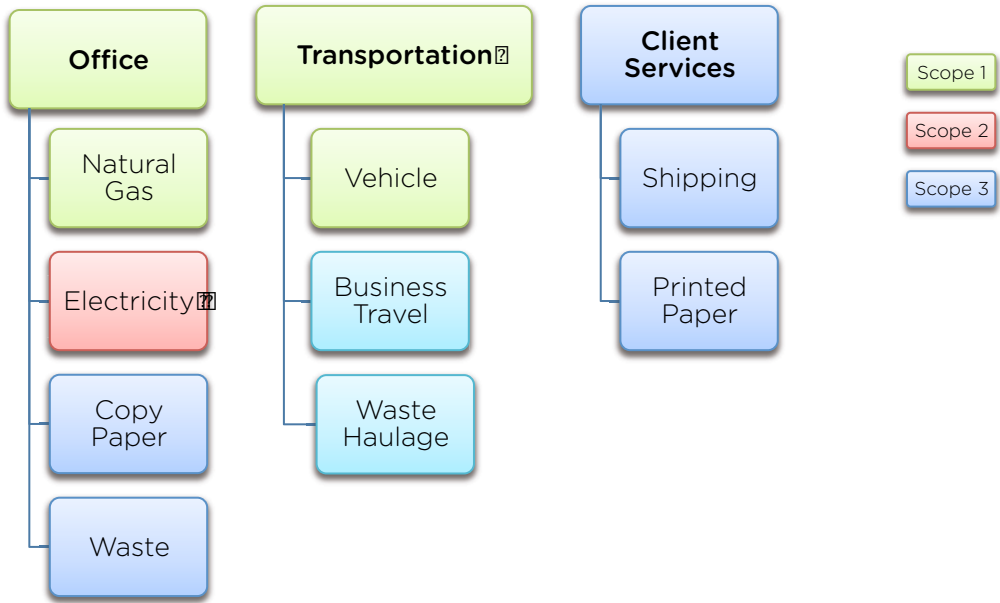 Office
Natural
Gas
Electricity
Copy
Paper
Waste
Transportation
Vehicle
Business
Travel
Waste
Haulage
Client
Services
Shipping
Printed
Paper
Scope 1
Scope 2
Scope 3